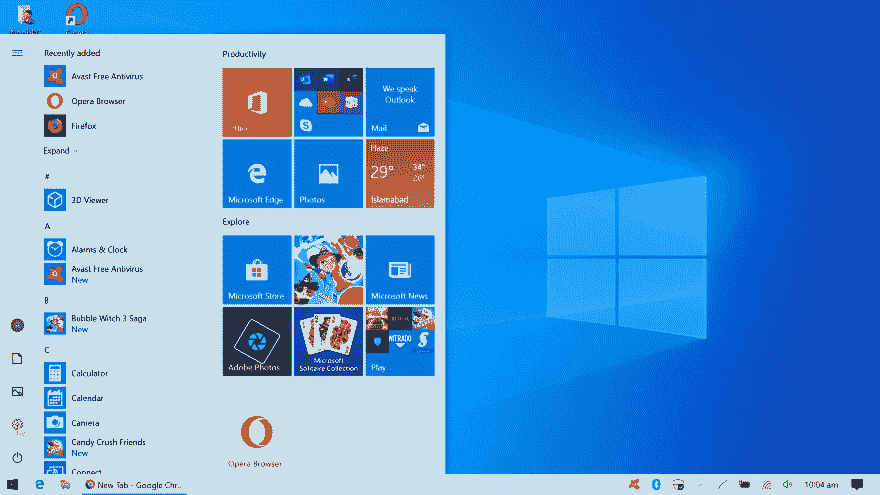 Recently added
Avast Free Antivirus
Opera Browser
Firefox
Expand
#
3D Viewer
A
Alarms & Clock
Avast Free Antivirus
New
B
Bubble Witch 3 Saga
New
C
Calculator
Calendar
Camera
Candy Crush Friends
New
Connect
Productivity
We speak
Outlook
Mail
Microsoft Edge
Photos
Haze
29°
34°
Islamabad
Explore
Microsoft Store
Microsoft News
Adobe Photos
Microsoft
Solitaire Collection
Play
Opera Browser
New Tab - Google Chr...
10:04 am